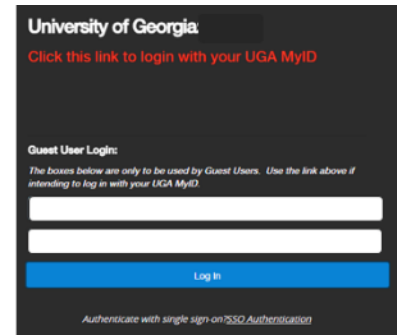 University of Georgia:
Click this link to login with your UGA MyID
Guest User Login:
The boxes below are only to be used by Guest Users. Use the link above if
intending to log in with your UGA MyID.
Log In
Authenticate with single sign-on?SSO Authentication